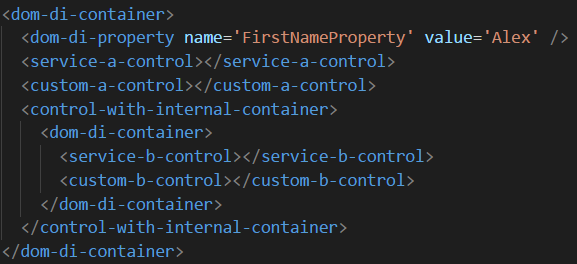 <dom-di-container>
  <dom-di-property name='FirstNameProperty' value='Alex' />
  <service-a-control></service-a-control>
  <custom-a-control></custom-a-control>
  <control-with-internal-container>
    <dom-di-container>
      <service-b-control></service-b-control>
      <custom-b-control></custom-b-control>
    </dom-di-container>
  </control-with-internal-container>
</dom-di-container>